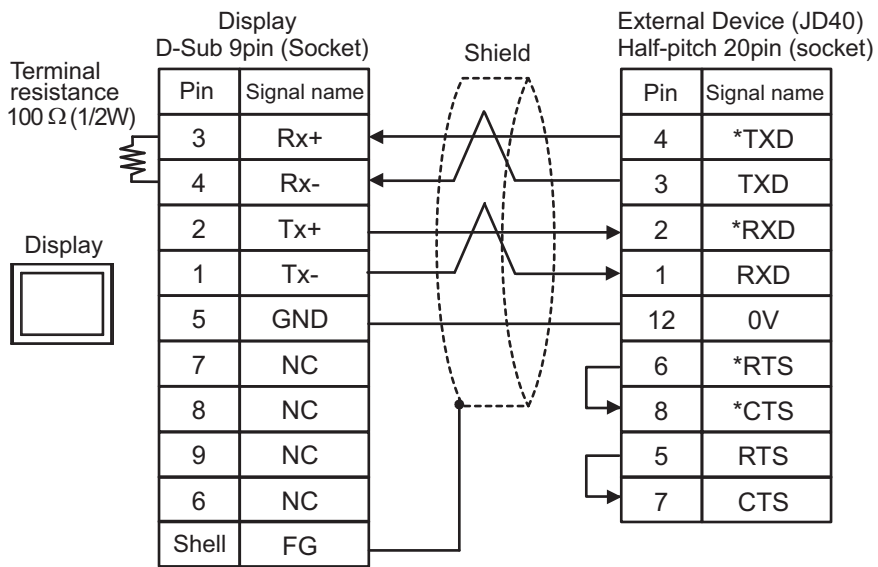 Display
D-Sub 9pin (Socket)
Shield
External Device (JD40)
Half-pitch 20pin (socket)
Terminal
resistance
100 Ω (1/2W)
Pin Signal name
3 Rx+
4 Rx-
2 Tx+
1 Tx-
5 GND
7 NC
8 NC
9 NC
6 NC
Shell FG
Display
Pin Signal name
4 *TXD
3 TXD
2 *RXD
1 RXD
12 0V
6 *RTS
8 *CTS
5 RTS
7 CTS